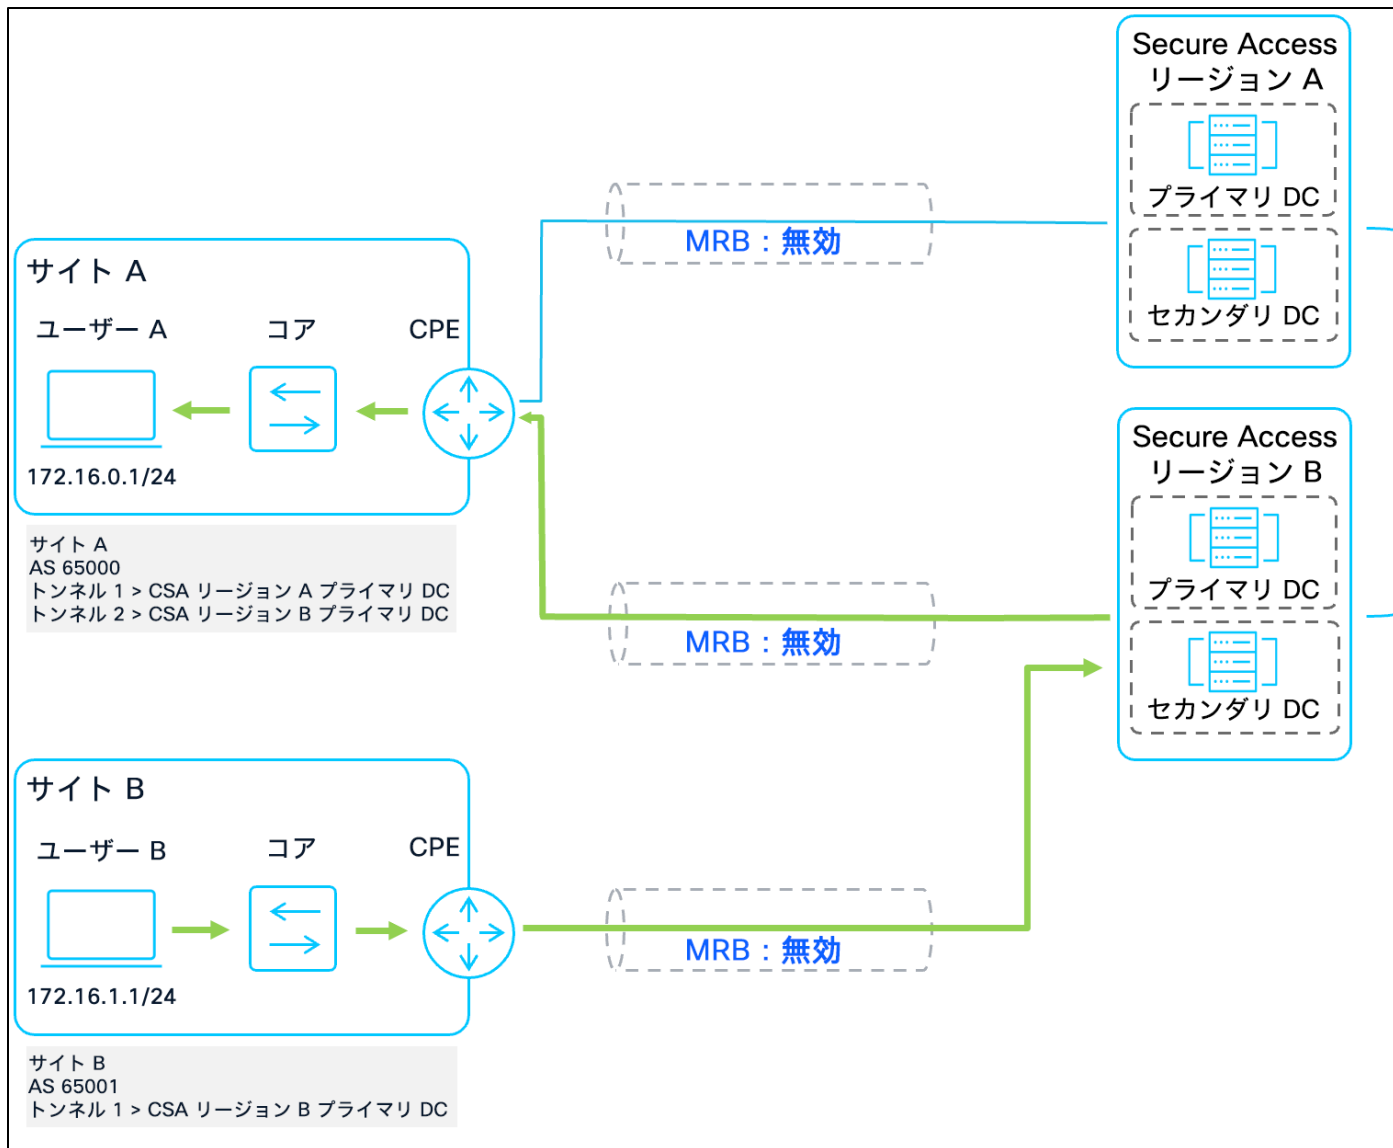 Secure Access
リージョン A
プライマリ DC
セカンダリ DC
MRB：無効
サイト A
ユーザー A
コア
CPE
172.16.0.1/24
サイト A
AS 65000
トンネル 1 > CSA リージョン A プライマリ DC
トンネル 2 > CSA リージョン B プライマリ DC
Secure Access
リージョン B
プライマリ DC
セカンダリ DC
MRB：無効
サイト B
ユーザー B
コア
CPE
172.16.1.1/24
MRB：無効
サイト B
AS 65001
トンネル 1 > CSA リージョン B プライマリ DC